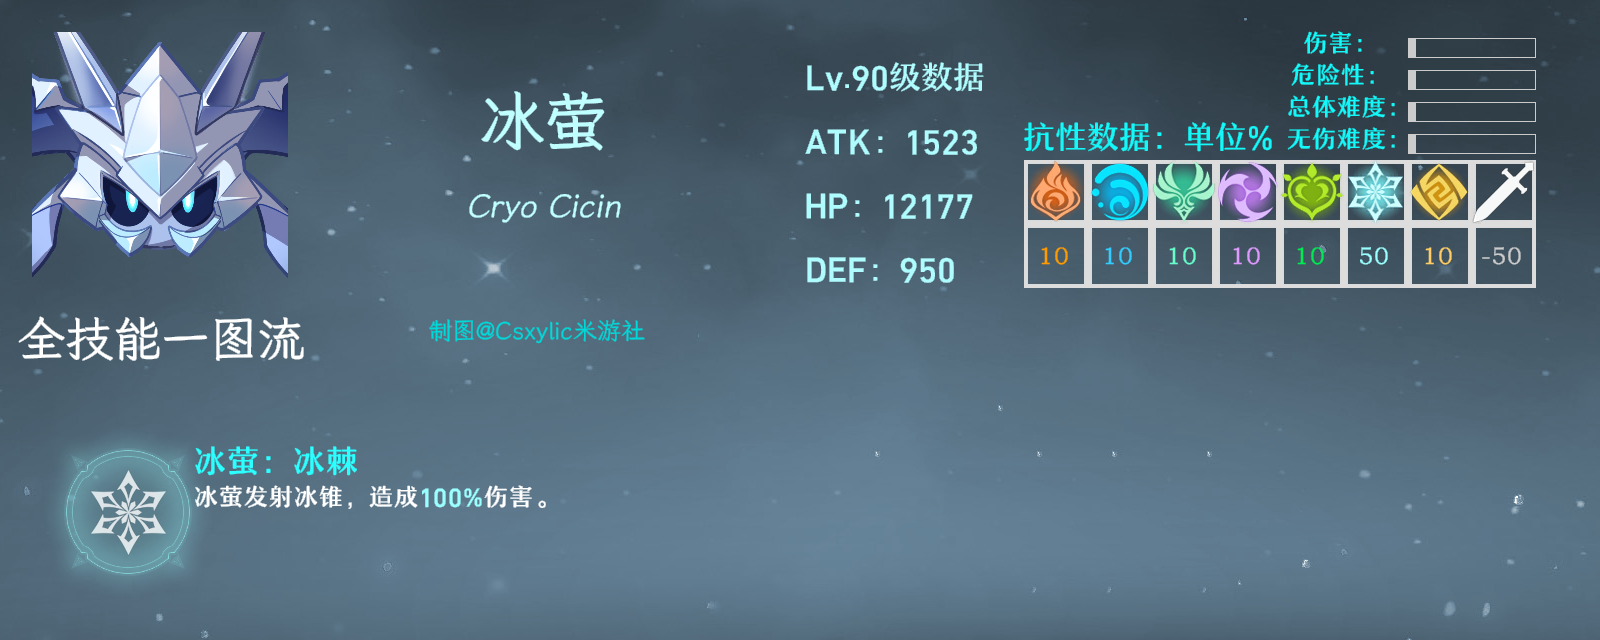 冰萤
Cryo Cicin
全技能一图流
制图@Csxylic米游社
Lv.90级数据
ATK：1523
HP：12177
DEF：950
伤害：
危险性：
总体难度：
无伤难度：
抗性数据：单位%
10 10 10 10 10 50 10 -50
冰萤：冰棘
冰萤发射冰锥，造成100%伤害。